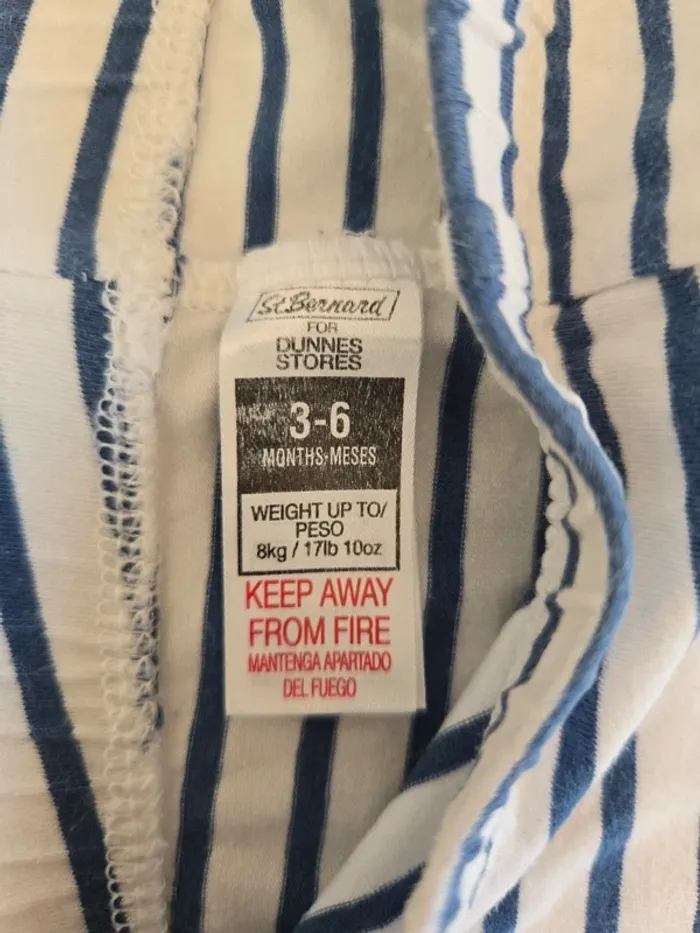 St.Bernard
FOR
DUNNES
STORES
3-6
MONTHS-MESES
WEIGHT UP TO/
PESO
8kg / 17lb 10oz
KEEP AWAY
FROM FIRE
MANTENGA APARTADO
DEL FUEGO